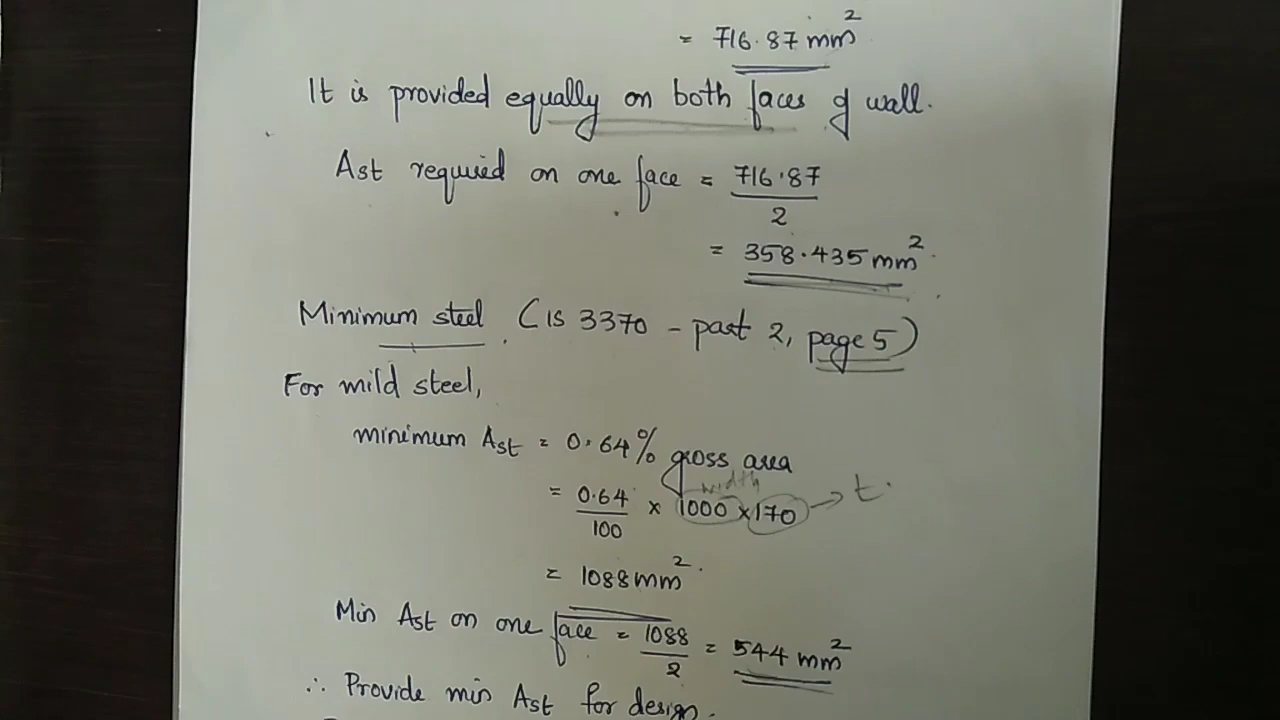 = 716.87 mm²
It is provided equally on both faces of wall.
Ast required on one face = 716.87
2
= 358.435 mm².
Minimum steel. (IS 3370 - part 2, page 5)
For mild steel,
minimum Ast = 0.64% gross area
width
= 0.64 × 1000 × 170 → t.
100
= 1088 mm².
Min Ast on one face = 1088 = 544 mm²
2
∴ Provide min Ast for design.